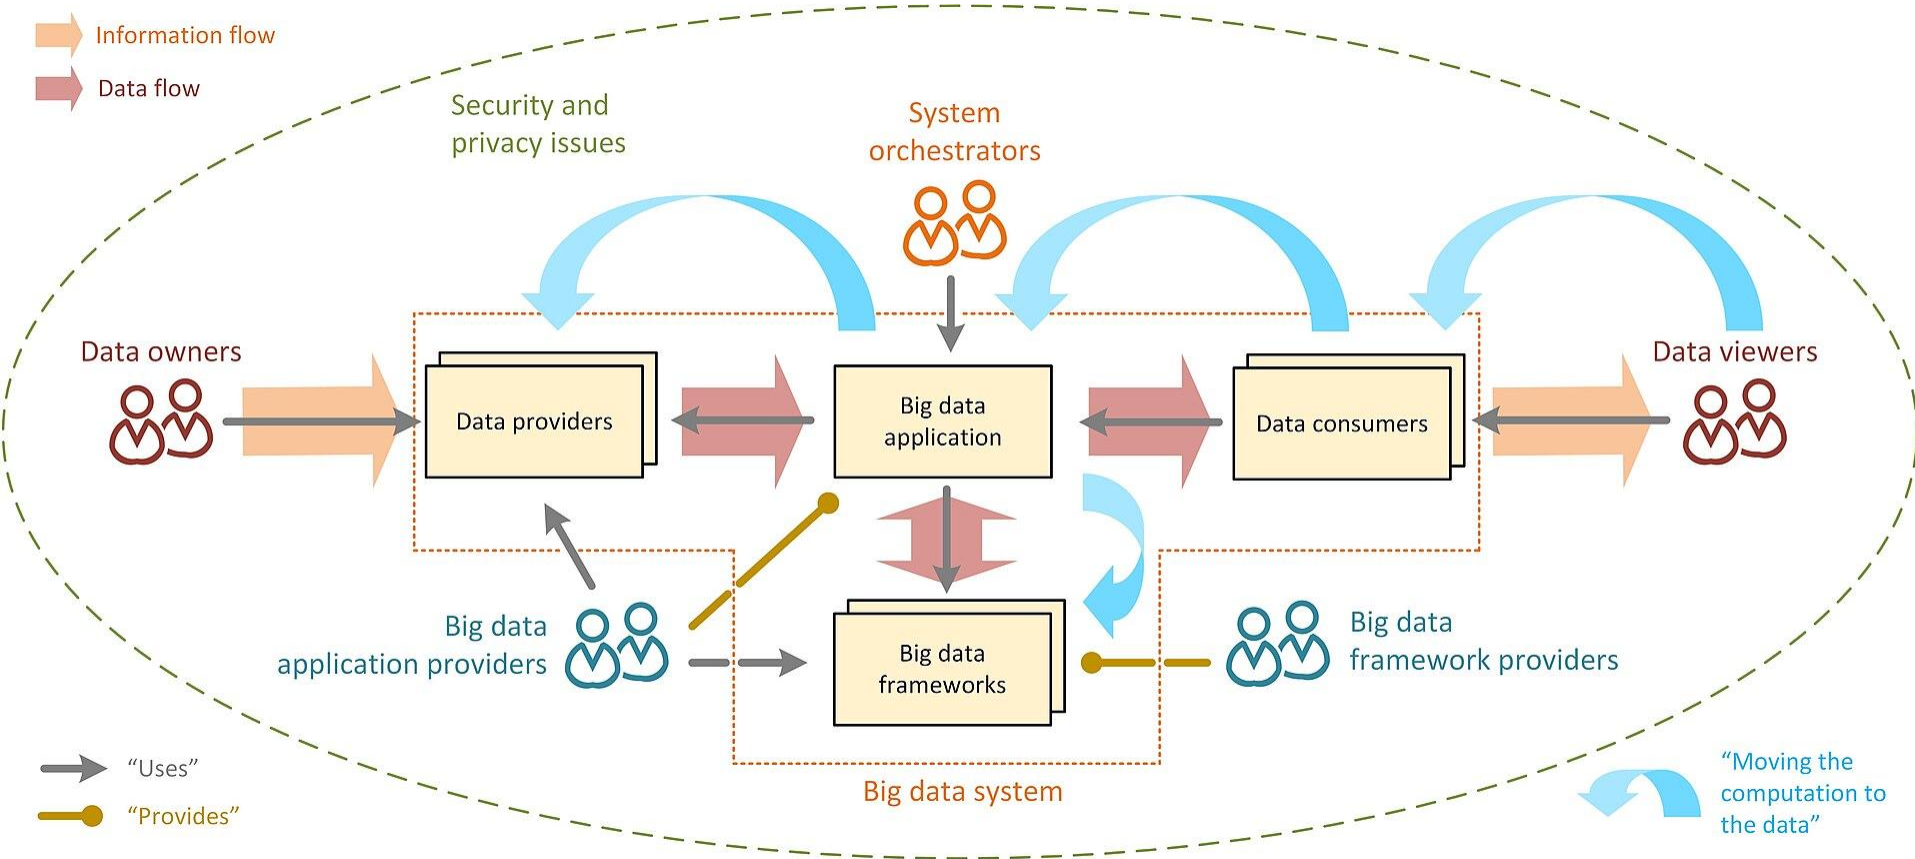 Information flow
Data flow
Security and
privacy issues
System
orchestrators
Data owners
Data viewers
Data providers
Big data
application
Data consumers
Big data
application providers
Big data
frameworks
Big data
framework providers
"Uses"
"Provides"
Big data system
"Moving the
computation to
the data"